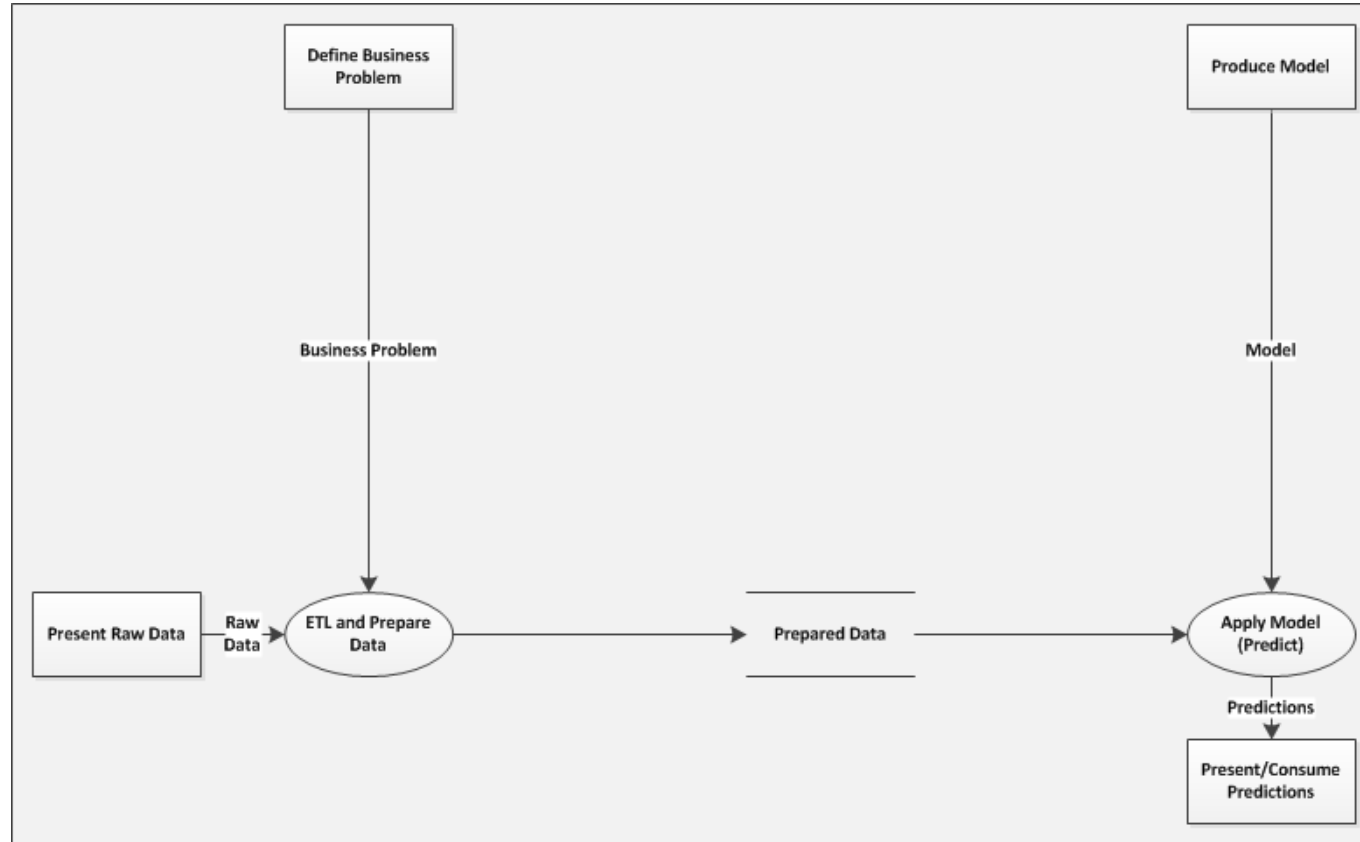 Define Business
Problem
Produce Model
Business Problem
Model
Present Raw Data
Raw
Data
ETL and Prepare
Data
Prepared Data
Apply Model
(Predict)
Predictions
Present/Consume
Predictions